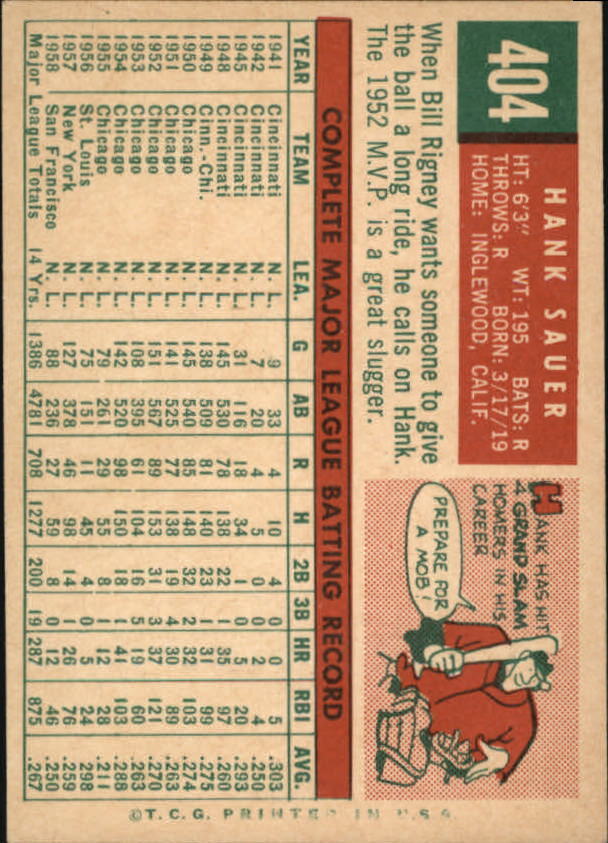 404
HANK SAUER
HT: 6'3" WT: 195 BATS: R
THROWS: R BORN: 3/17/19
HOME: INGLEWOOD, CALIF.
When Bill Rigney wants someone to give
the ball a long ride, he calls on Hank.
The 1952 M.V.P. is a great slugger.
HANK HAS HIT
4 GRAND SLAM
HOMERS IN HIS
CAREER
PREPARE FOR
A MOB!
COMPLETE MAJOR LEAGUE BATTING RECORD
YEAR TEAM LEA. G AB R H 2B 3B HR RBI AVG.
1941 Cincinnati N. L. 9 33 4 10 4 0 0 5 .303
1942 Cincinnati N. L. 7 20 4 5 0 0 2 4 .250
1945 Cincinnati N. L. 31 116 18 34 1 0 5 20 .293
1948 Cincinnati N. L. 145 530 78 138 22 1 35 97 .260
1949 Cinn.-Chi. N. L. 138 509 81 140 23 1 31 99 .275
1950 Chicago N. L. 145 540 85 148 32 2 32 103 .274
1951 Chicago N. L. 141 525 77 138 19 4 30 89 .263
1952 Chicago N. L. 151 567 89 153 31 3 37 121 .270
1953 Chicago N. L. 108 395 61 104 16 5 19 60 .263
1954 Chicago N. L. 142 520 98 150 18 1 41 103 .288
1955 Chicago N. L. 79 261 29 55 8 1 12 28 .211
1956 St. Louis N. L. 75 151 11 45 4 0 5 24 .298
1957 New York N. L. 127 378 46 98 14 1 26 76 .259
1958 San Francisco N. L. 88 236 27 59 8 0 12 46 .250
Major League Totals 14 Yrs. 1386 4781 708 1277 200 19 287 875 .267
©T. C. G. PRINTED IN U.S.A.